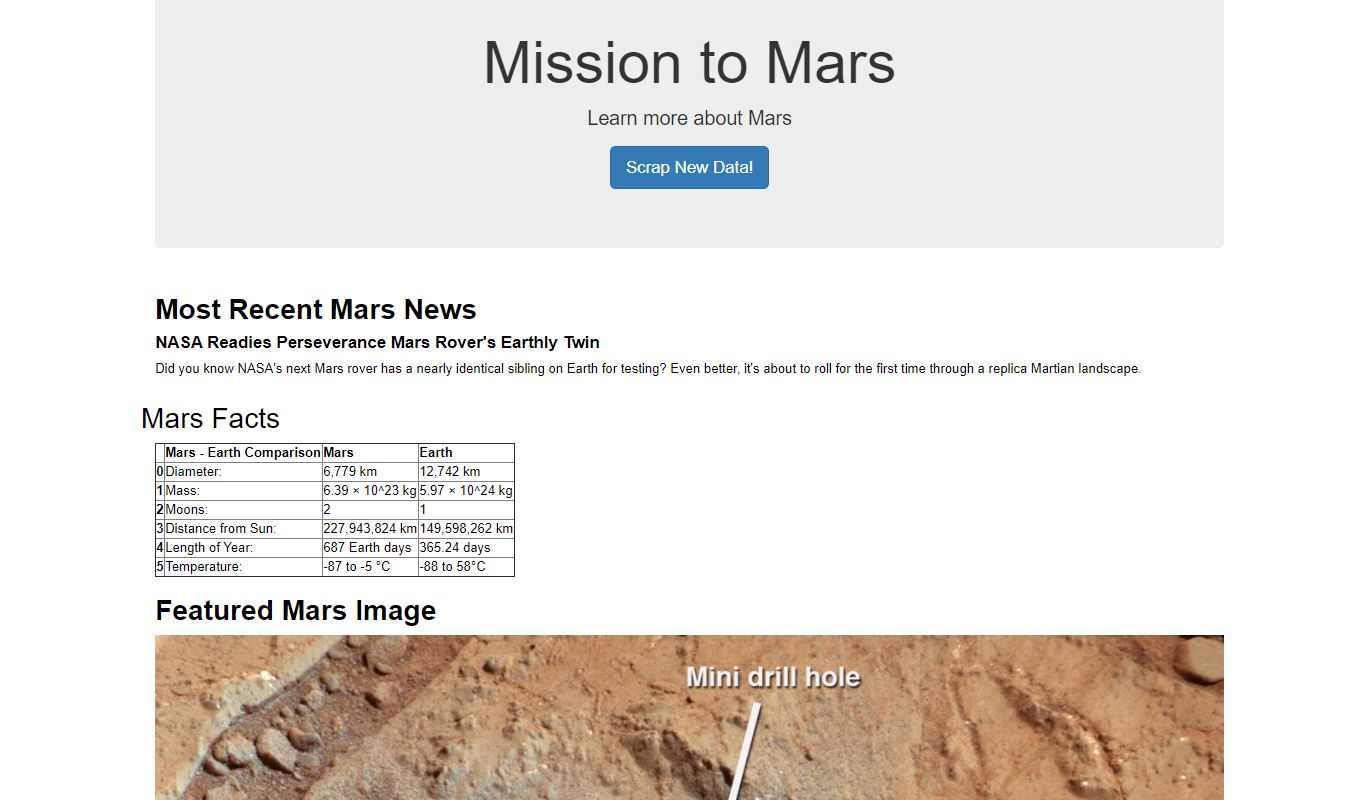 Mission to Mars
Learn more about Mars
Scrap New Data!
Most Recent Mars News
NASA Readies Perseverance Mars Rover's Earthly Twin
Did you know NASA's next Mars rover has a nearly identical sibling on Earth for testing? Even better, it's about to roll for the first time through a replica Martian landscape.
Mars Facts
Mars - Earth Comparison Mars Earth
0 Diameter: 6,779 km 12,742 km
1 Mass: 6.39 × 10^23 kg 5.97 × 10^24 kg
2 Moons: 2 1
3 Distance from Sun: 227,943,824 km 149,598,262 km
4 Length of Year: 687 Earth days 365.24 days
5 Temperature: -87 to -5 °C -88 to 58°C
Featured Mars Image
Mini drill hole